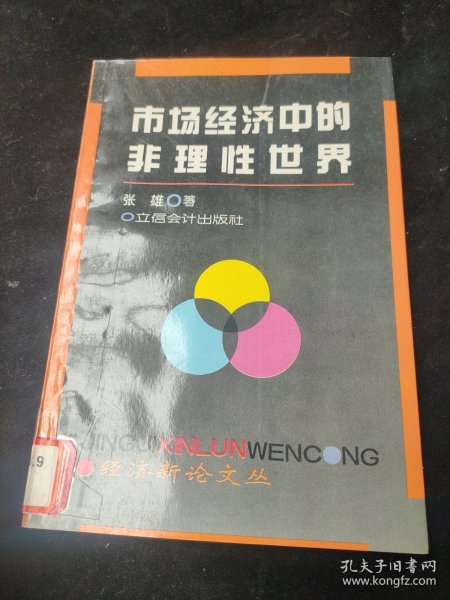 市场经济中的
非理性世界
张 雄 著
立信会计出版社
JINGJIXINLUNWENCONG
经济新论文丛
.9
孔夫子旧书网
www.kongfz.com